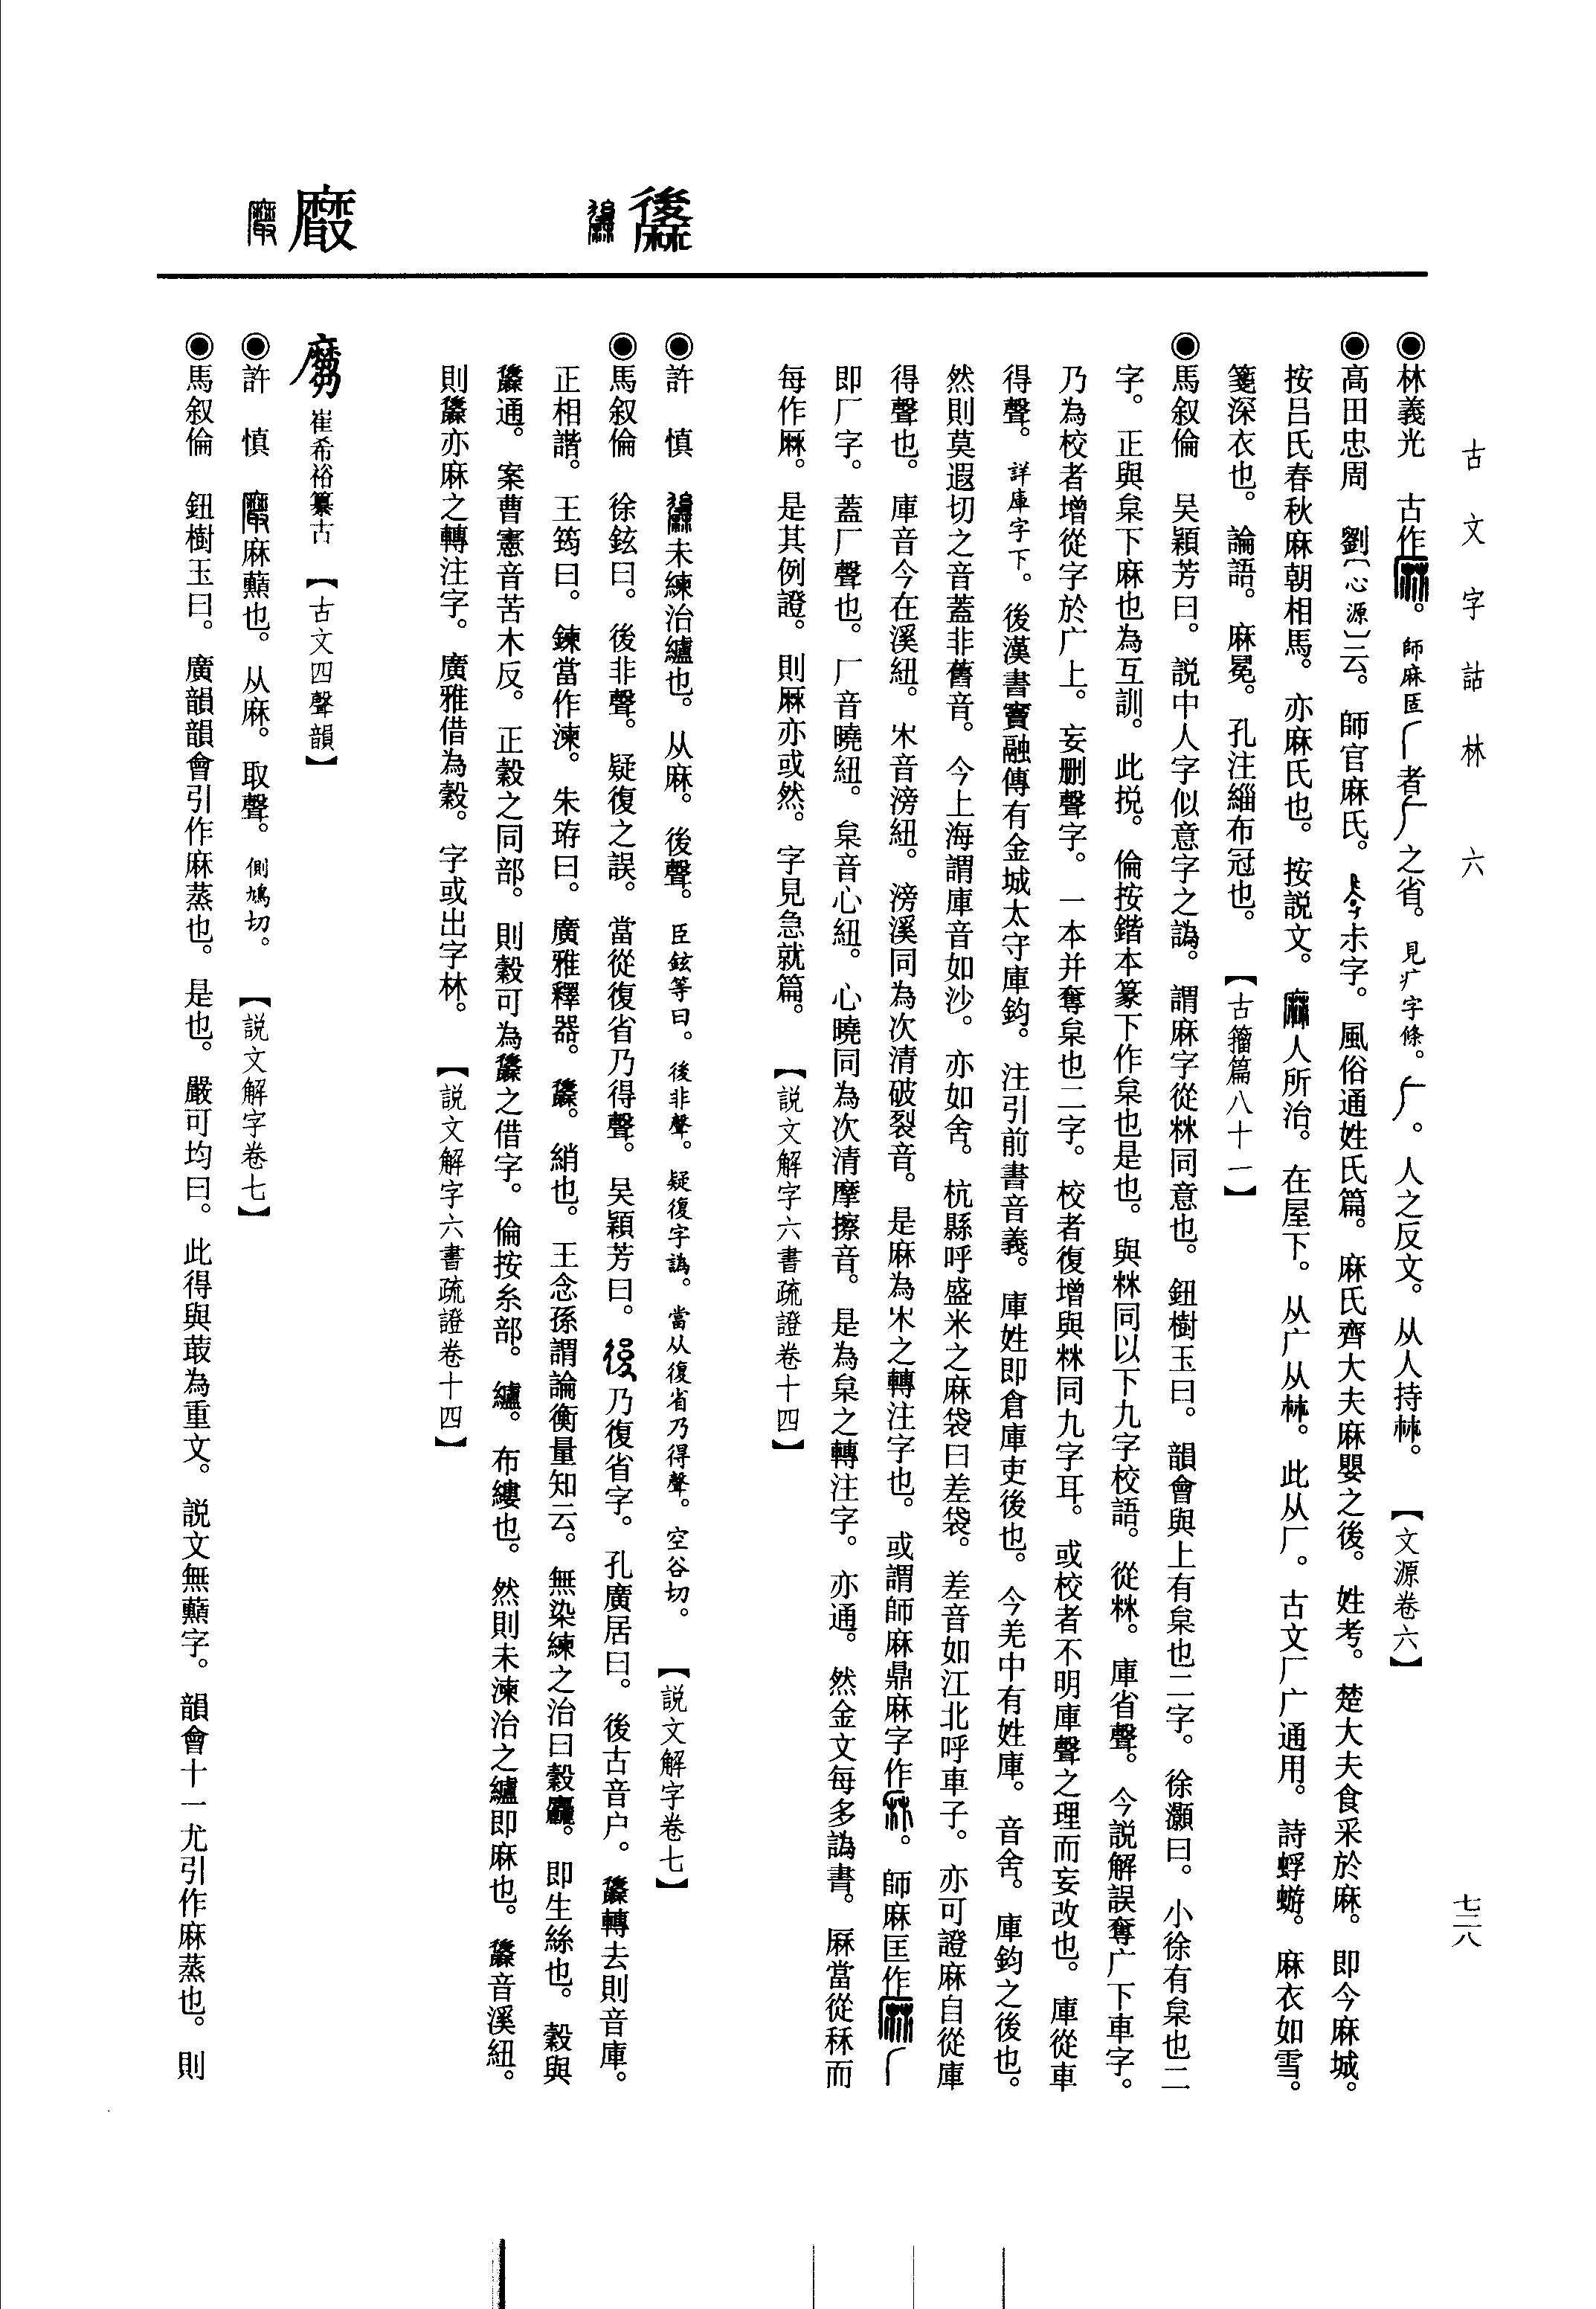 古文字詁林 六
七二八
◉林義光　古作。師麻匡厂者𠂆之省。見疒字條。𠂆。人之反文。从人持𣏟。　【文源卷六】
◉高田忠周　劉〔心源〕云。師官麻氏。叔字。風俗通姓氏篇。麻氏齊大夫麻嬰之後。姓考。楚大夫食采於麻。即今麻城。
按吕氏春秋麻朝相馬。亦麻氏也。按説文。人所治。在屋下。从广从𣏟。此从厂。古文厂广通用。詩蜉蝣。麻衣如雪。
箋深衣也。論語。麻冕。孔注緇布冠也。　【古籀篇八十一】
◉馬叙倫　吴穎芳曰。説中人字似意字之譌。謂麻字從𣏟同意也。鈕樹玉曰。韻會與上有枲也二字。徐灝曰。小徐有枲也二
字。正與枲下麻也為互訓。此挩。倫按鍇本篆下作枲也是也。與𣏟同以下九字校語。從𣏟。庫省聲。今説解誤奪广下車字。
乃為校者增從字於广上。妄删聲字。一本并奪枲也二字。校者復增與𣏟同九字耳。或校者不明庫聲之理而妄改也。庫從車
得聲。詳庫字下。後漢書竇融傳有金城太守庫鈞。注引前書音義。庫姓即倉庫吏後也。今羌中有姓庫。音舍。庫鈞之後也。
然則莫遐切之音蓋非舊音。今上海謂庫音如沙。亦如舍。杭縣呼盛米之麻袋曰差袋。差音如江北呼車子。亦可證麻自從庫
得聲也。庫音今在溪紐。𣎳音滂紐。滂溪同為次清破裂音。是麻為𣎳之轉注字也。或謂師麻鼎麻字作。師麻匡作厂
即厂字。蓋厂聲也。厂音曉紐。枲音心紐。心曉同為次清摩擦音。是為枲之轉注字。亦通。然金文每多譌書。厤當從秝而
每作𠩺。是其例證。則𠩺亦或然。字見急就篇。　【説文解字六書疏證卷十四】
𪎭
◉許　慎　未練治纑也。从麻。後聲。臣鉉等曰。後非聲。疑復字譌。當从復省乃得聲。空谷切。　【説文解字卷七】
◉馬叙倫　徐鉉曰。後非聲。疑復之誤。當從復省乃得聲。吴穎芳曰。乃復省字。孔廣居曰。後古音户。𪎭轉去則音庫。
正相諧。王筠曰。鍊當作湅。朱珔曰。廣雅釋器。𪎭。綃也。王念孫謂論衡量知云。無染練之治曰縠𪎭。即生絲也。縠與
𪎭通。案曹憲音苦木反。正縠之同部。則縠可為𪎭之借字。倫按糸部。纑。布縷也。然則未湅治之纑即麻也。𪎭音溪紐。
則𪎭亦麻之轉注字。廣雅借為縠。字或出字林。　【説文解字六書疏證卷十四】
黀
崔希裕纂古　【古文四聲韻】
◉許　慎　麻蒸也。从麻。取聲。側鳩切。　【説文解字卷七】
◉馬叙倫　鈕樹玉曰。廣韻韻會引作麻蒸也。是也。嚴可均曰。此得與菆為重文。説文無字。韻會十一尤引作麻蒸也。則